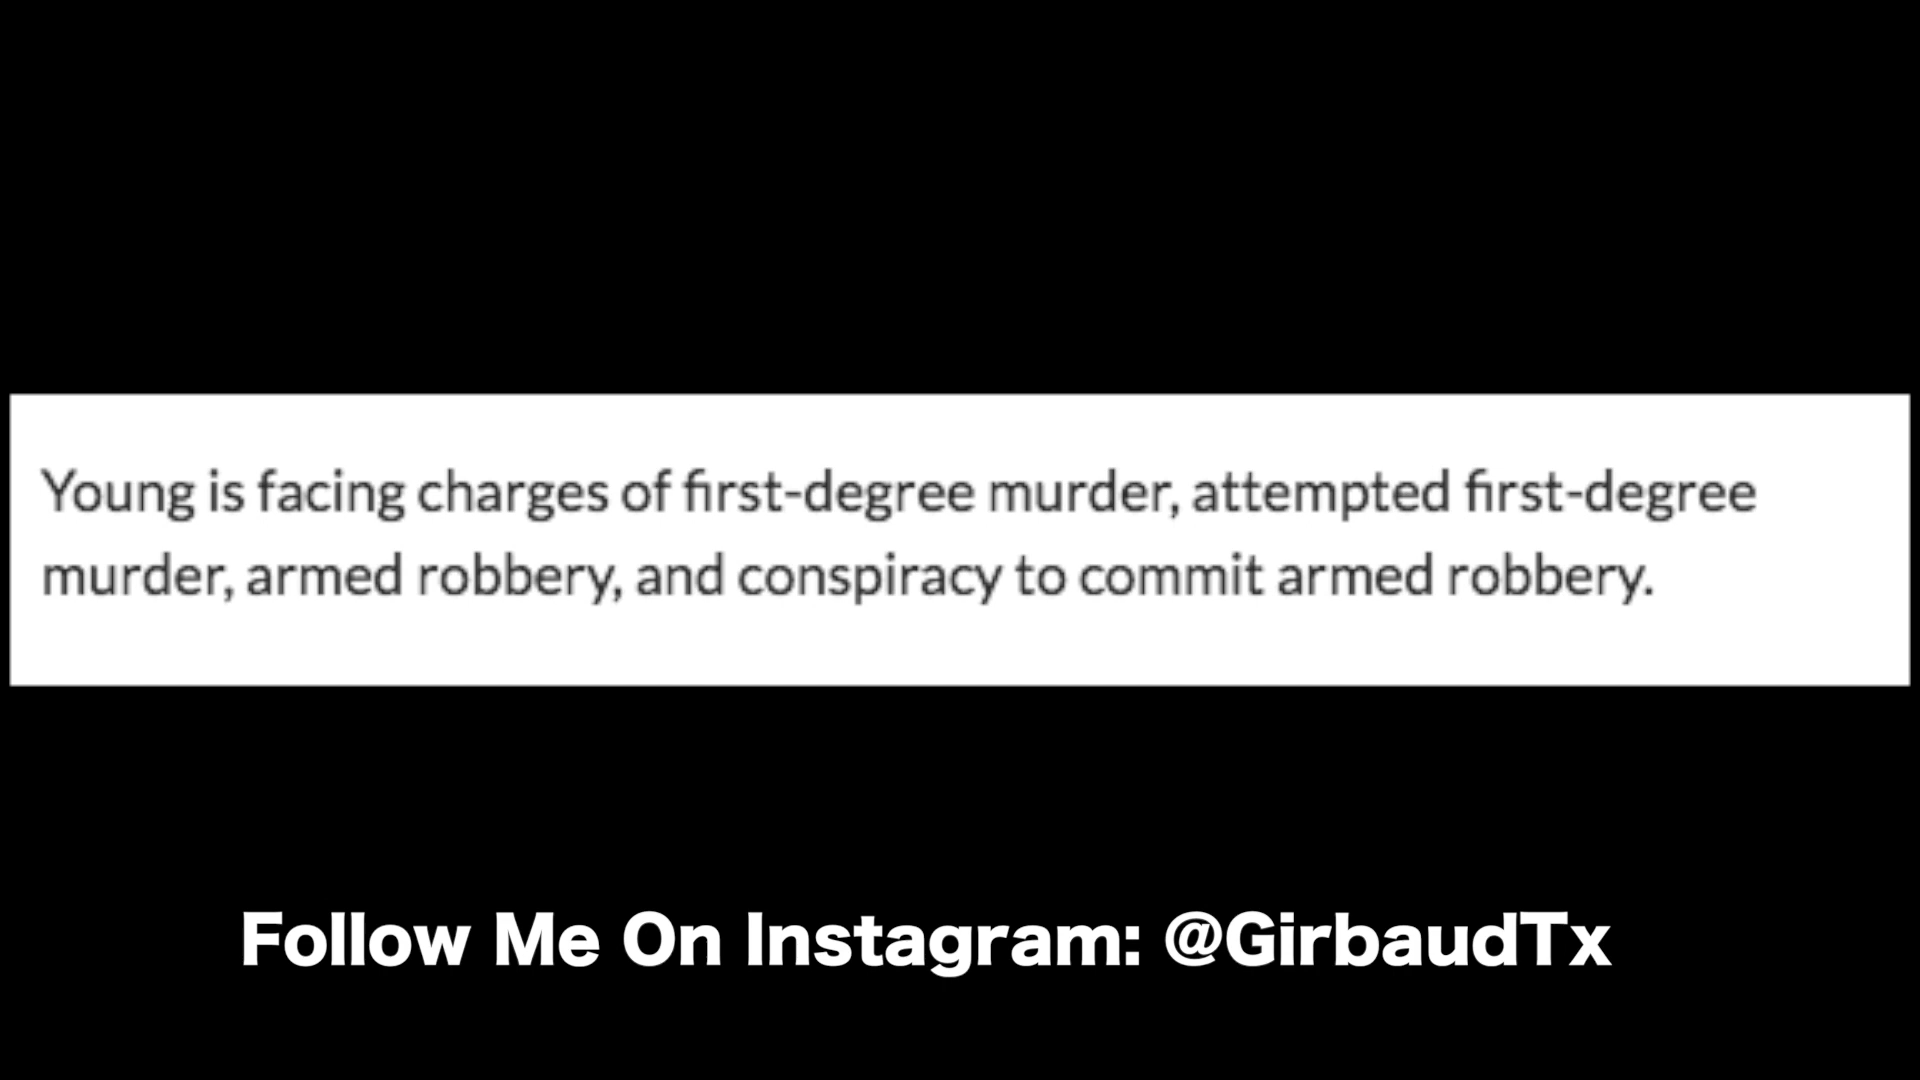 Young is facing charges of first-degree murder, attempted first-degree
murder, armed robbery, and conspiracy to commit armed robbery.
Follow Me On Instagram: @GirbaudTx